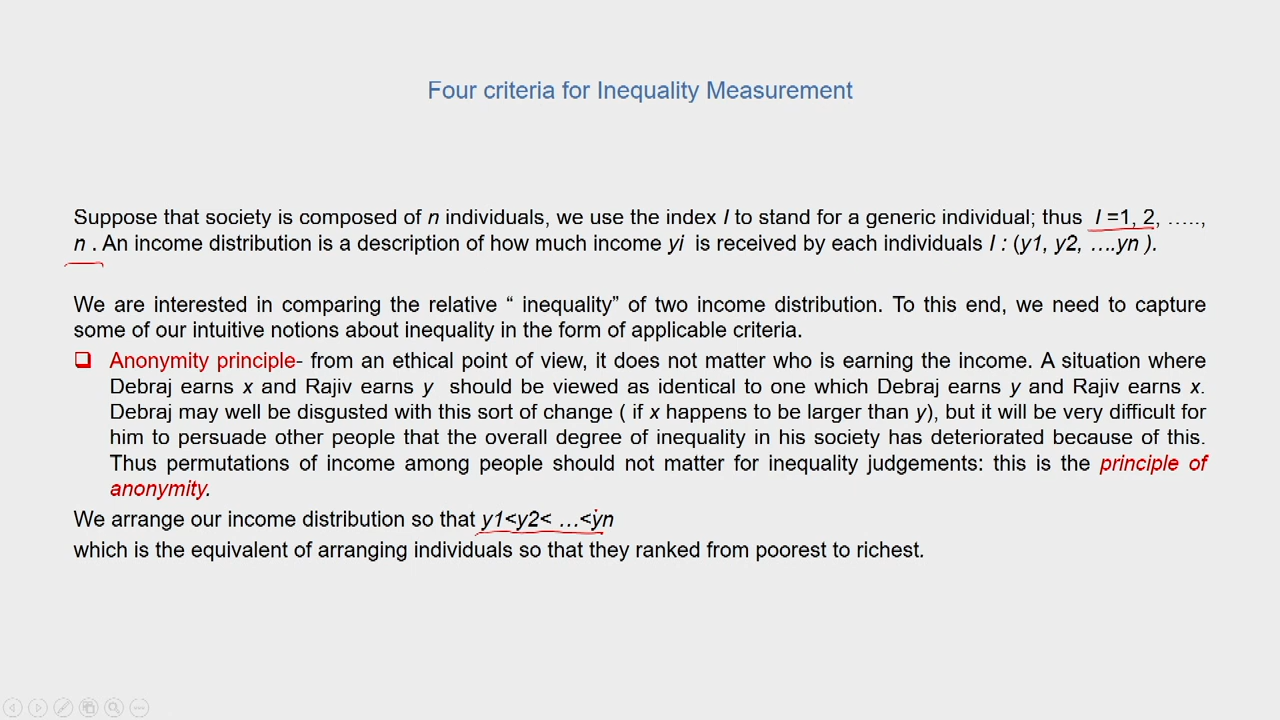 Four criteria for Inequality Measurement
Suppose that society is composed of n individuals, we use the index I to stand for a generic individual; thus I =1, 2, .....,
n . An income distribution is a description of how much income yi is received by each individuals I : (y1, y2, ....yn ).
We are interested in comparing the relative “ inequality” of two income distribution. To this end, we need to capture
some of our intuitive notions about inequality in the form of applicable criteria.
❑ Anonymity principle- from an ethical point of view, it does not matter who is earning the income. A situation where
Debraj earns x and Rajiv earns y should be viewed as identical to one which Debraj earns y and Rajiv earns x.
Debraj may well be disgusted with this sort of change ( if x happens to be larger than y), but it will be very difficult for
him to persuade other people that the overall degree of inequality in his society has deteriorated because of this.
Thus permutations of income among people should not matter for inequality judgements: this is the principle of
anonymity.
We arrange our income distribution so that y1<y2< ...<yn
which is the equivalent of arranging individuals so that they ranked from poorest to richest.